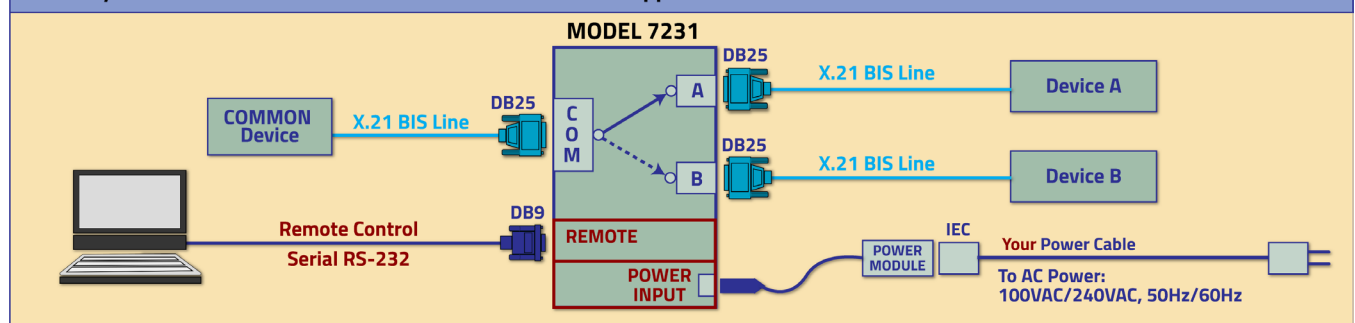 MODEL 7231
DB25
X.21 BIS Line
Device A
A
COMMON
Device
X.21 BIS Line
DB25
C
O
M
DB25
X.21 BIS Line
Device B
B
Remote Control
Serial RS-232
DB9
REMOTE
POWER
INPUT
POWER
MODULE
IEC
Your Power Cable
To AC Power:
100VAC/240VAC, 50Hz/60Hz